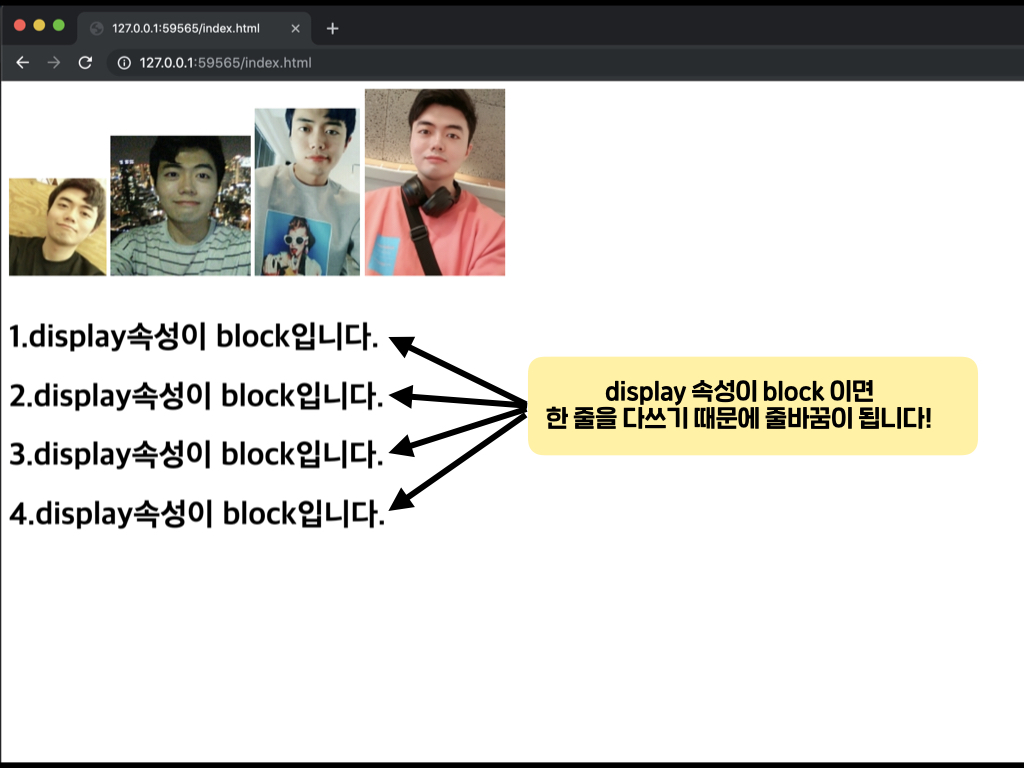 127.0.0.1:59565/index.html
127.0.0.1:59565/index.html
1.display속성이 block입니다.
2.display속성이 block입니다.
3.display속성이 block입니다.
4.display속성이 block입니다.
display 속성이 block 이면
한 줄을 다쓰기 때문에 줄바꿈이 됩니다!